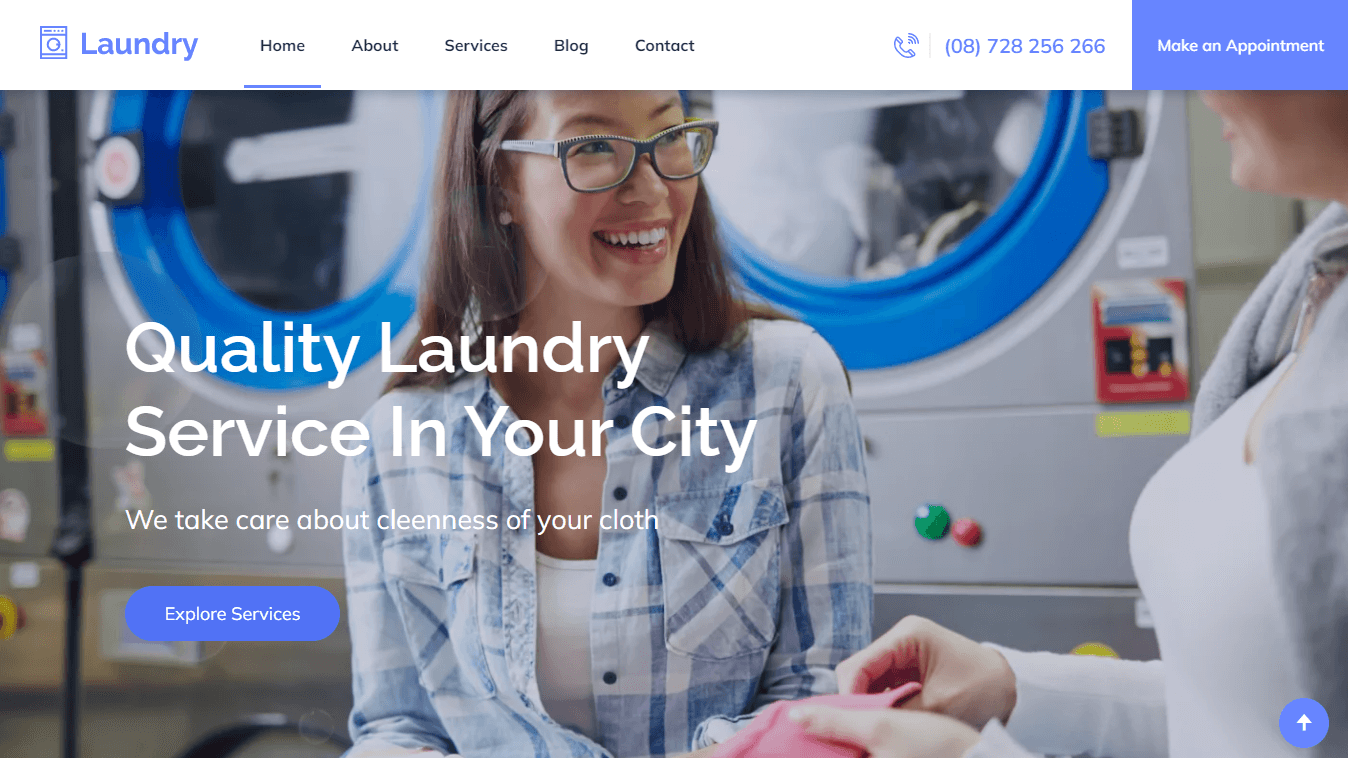 Laundry
Home
About
Services
Blog
Contact
(08) 728 256 266
Make an Appointment
Quality Laundry
Service In Your City
We take care about cleenness of your cloth
Explore Services